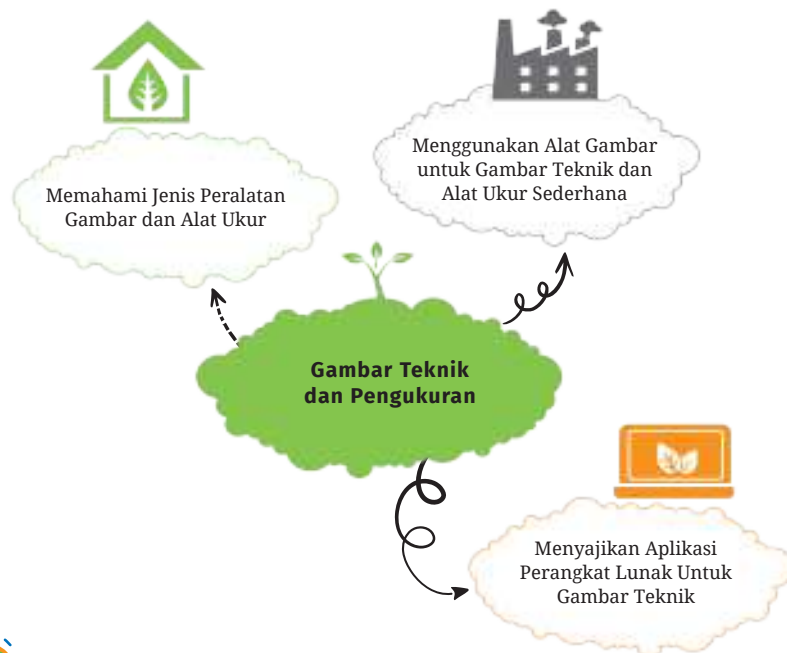 Memahami Jenis Peralatan
Gambar dan Alat Ukur
Menggunakan Alat Gambar
untuk Gambar Teknik dan
Alat Ukur Sederhana
Gambar Teknik
dan Pengukuran
Menyajikan Aplikasi
Perangkat Lunak Untuk
Gambar Teknik